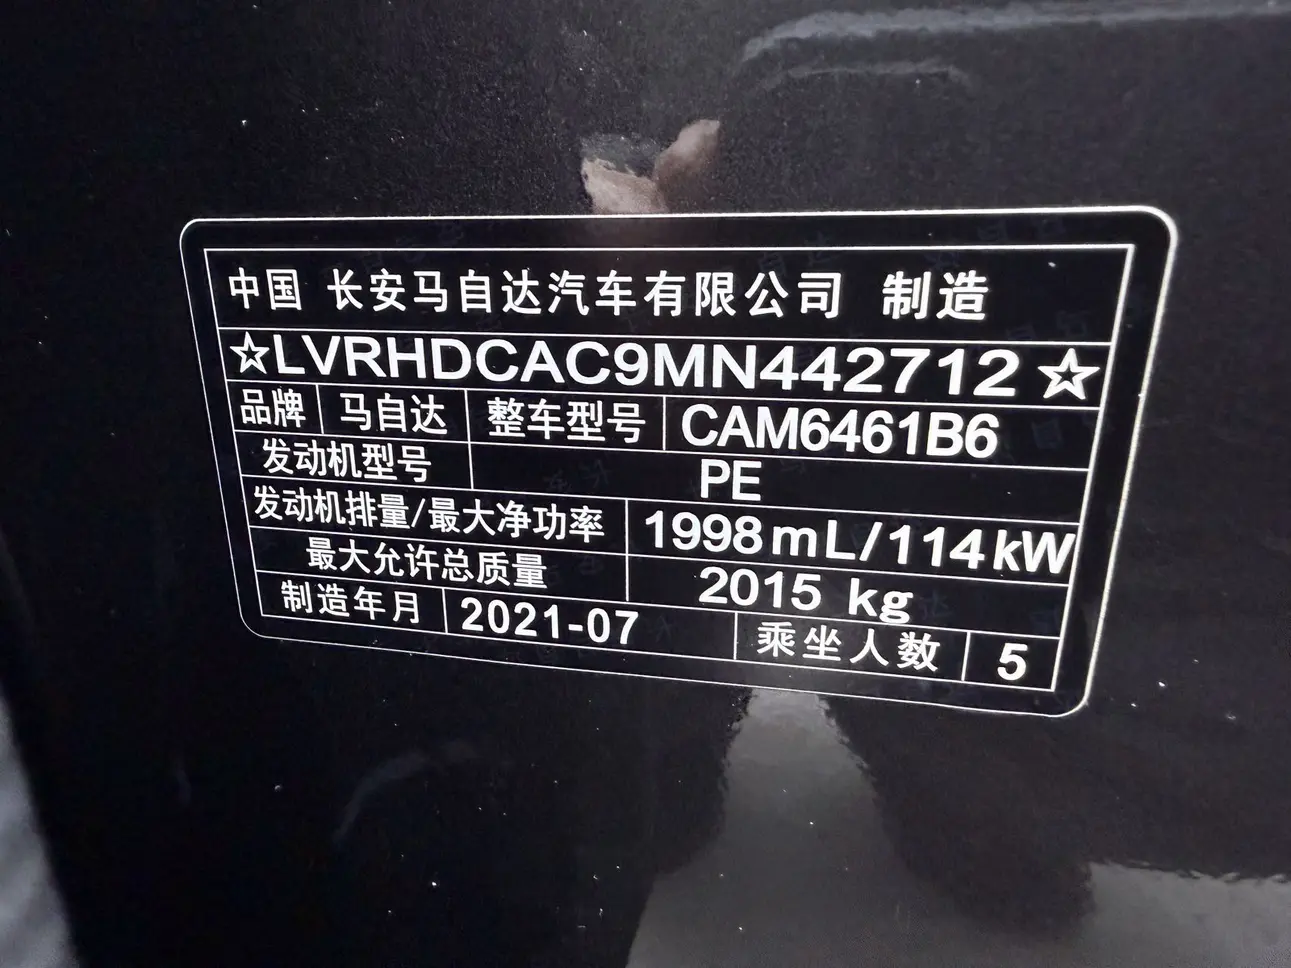 中国 长安马自达汽车有限公司 制造
☆LVRHDCAC9MN442712☆
品牌 马自达 整车型号 CAM6461B6
发动机型号 PE
发动机排量/最大净功率 1998mL/114kW
最大允许总质量 2015 kg
制造年月 2021-07 乘坐人数 5